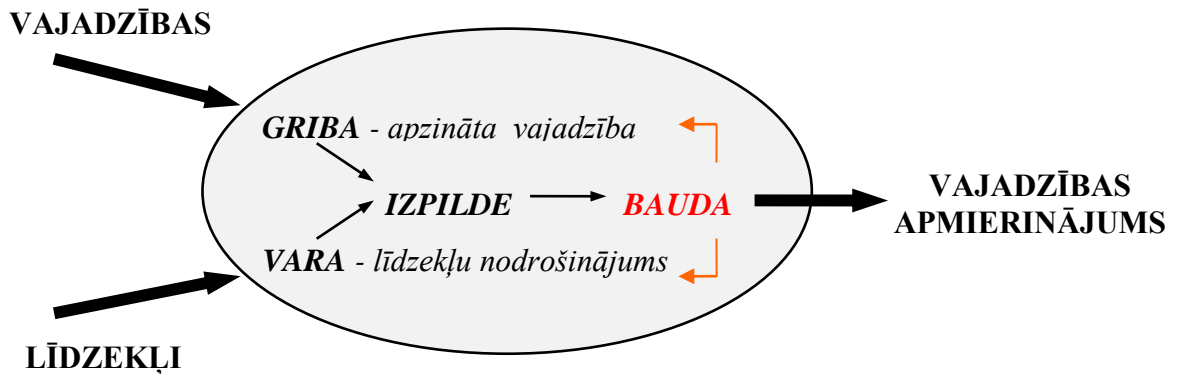 VAJADZĪBAS
GRIBA - apzināta vajadzība
IZPILDE
BAUDA
VAJADZĪBAS
APMIERINĀJUMS
VARA - līdzekļu nodrošinājums
LĪDZEKĻI